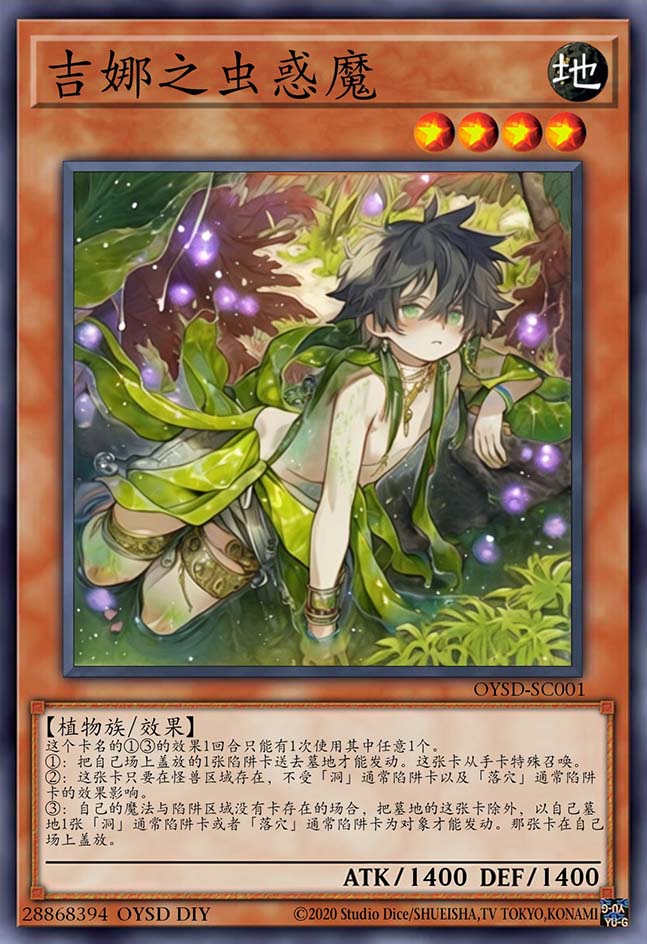 吉娜之虫惑魔
地
OYSD-SC001
【植物族/效果】
这个卡名的①③的效果1回合只能有1次使用其中任意1个。
①：把自己场上盖放的1张陷阱卡送去墓地才能发动。这张卡从手卡特殊召唤。
②：这张卡只要在怪兽区域存在，不受「洞」通常陷阱卡以及「落穴」通常陷阱
卡的效果影响。
③：自己的魔法与陷阱区域没有卡存在的场合，把墓地的这张卡除外，以自己墓
地1张「洞」通常陷阱卡或者「落穴」通常陷阱卡为对象才能发动。那张卡在自己
场上盖放。
ATK/1400 DEF/1400
28868394 OYSD DIY ©2020 Studio Dice/SHUEISHA,TV TOKYO,KONAMI
YU-G